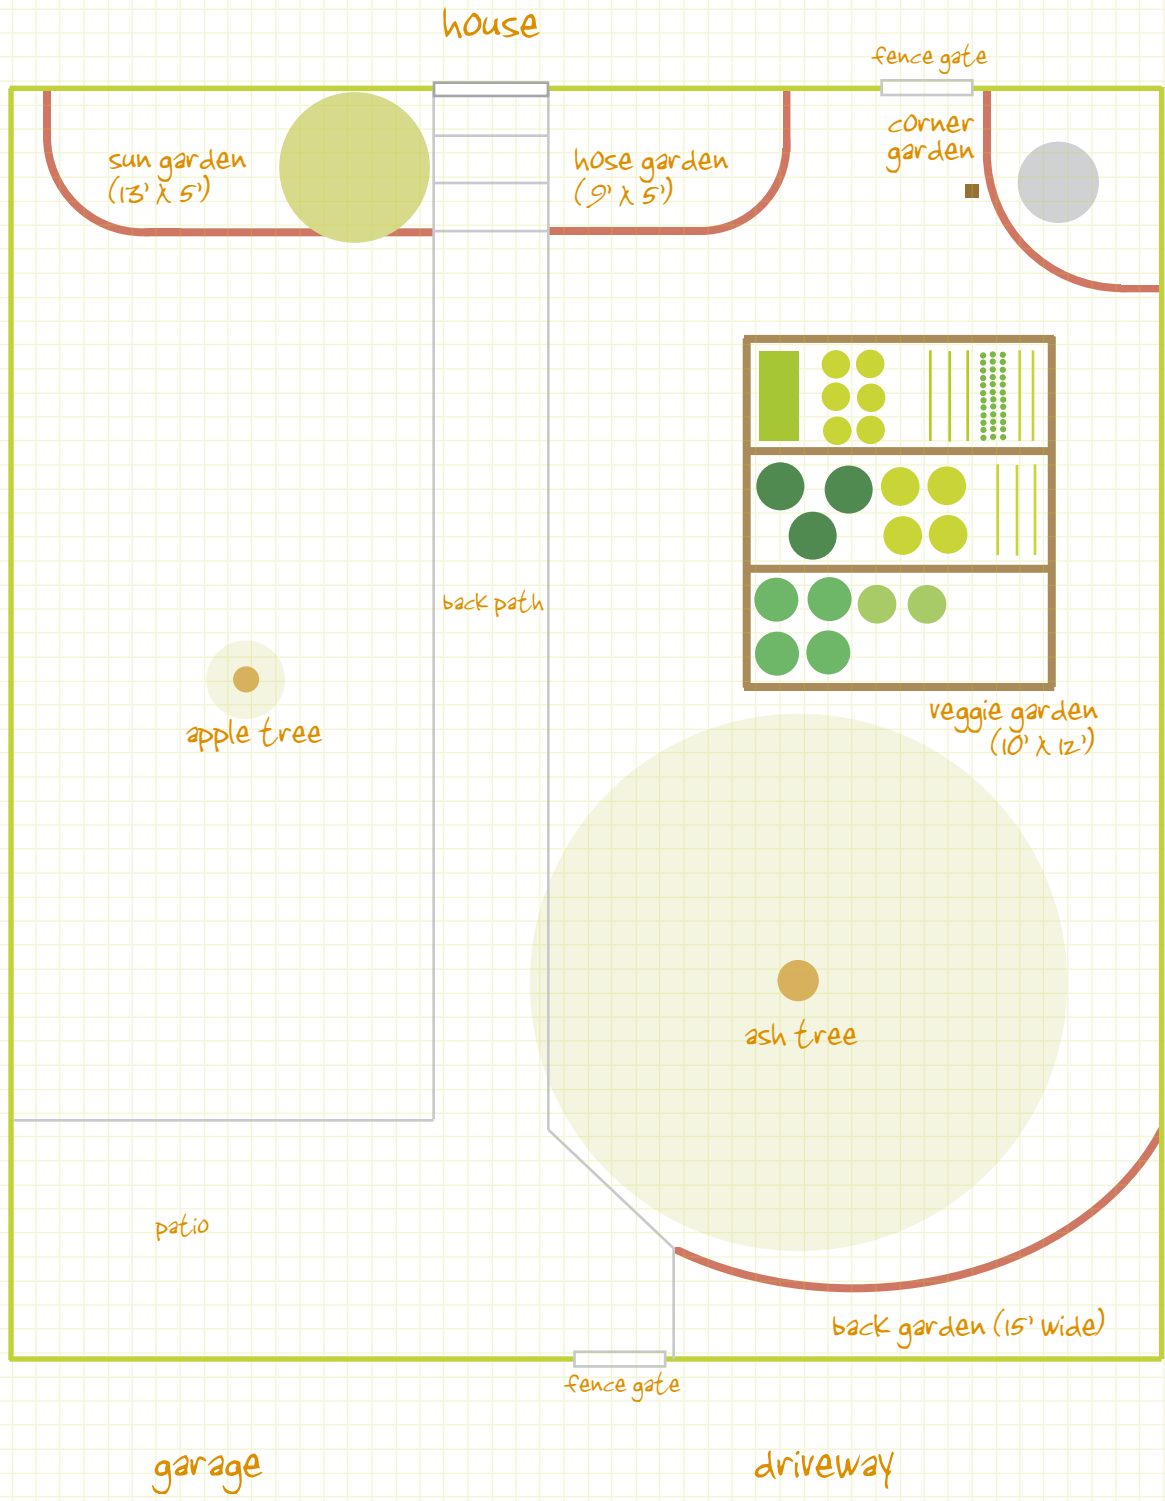 house
fence gate
corner
garden
sun garden
(13' x 5')
hose garden
(9' x 5')
back path
apple tree
veggie garden
(10' x 12')
ash tree
patio
back garden (15' wide)
fence gate
garage
driveway